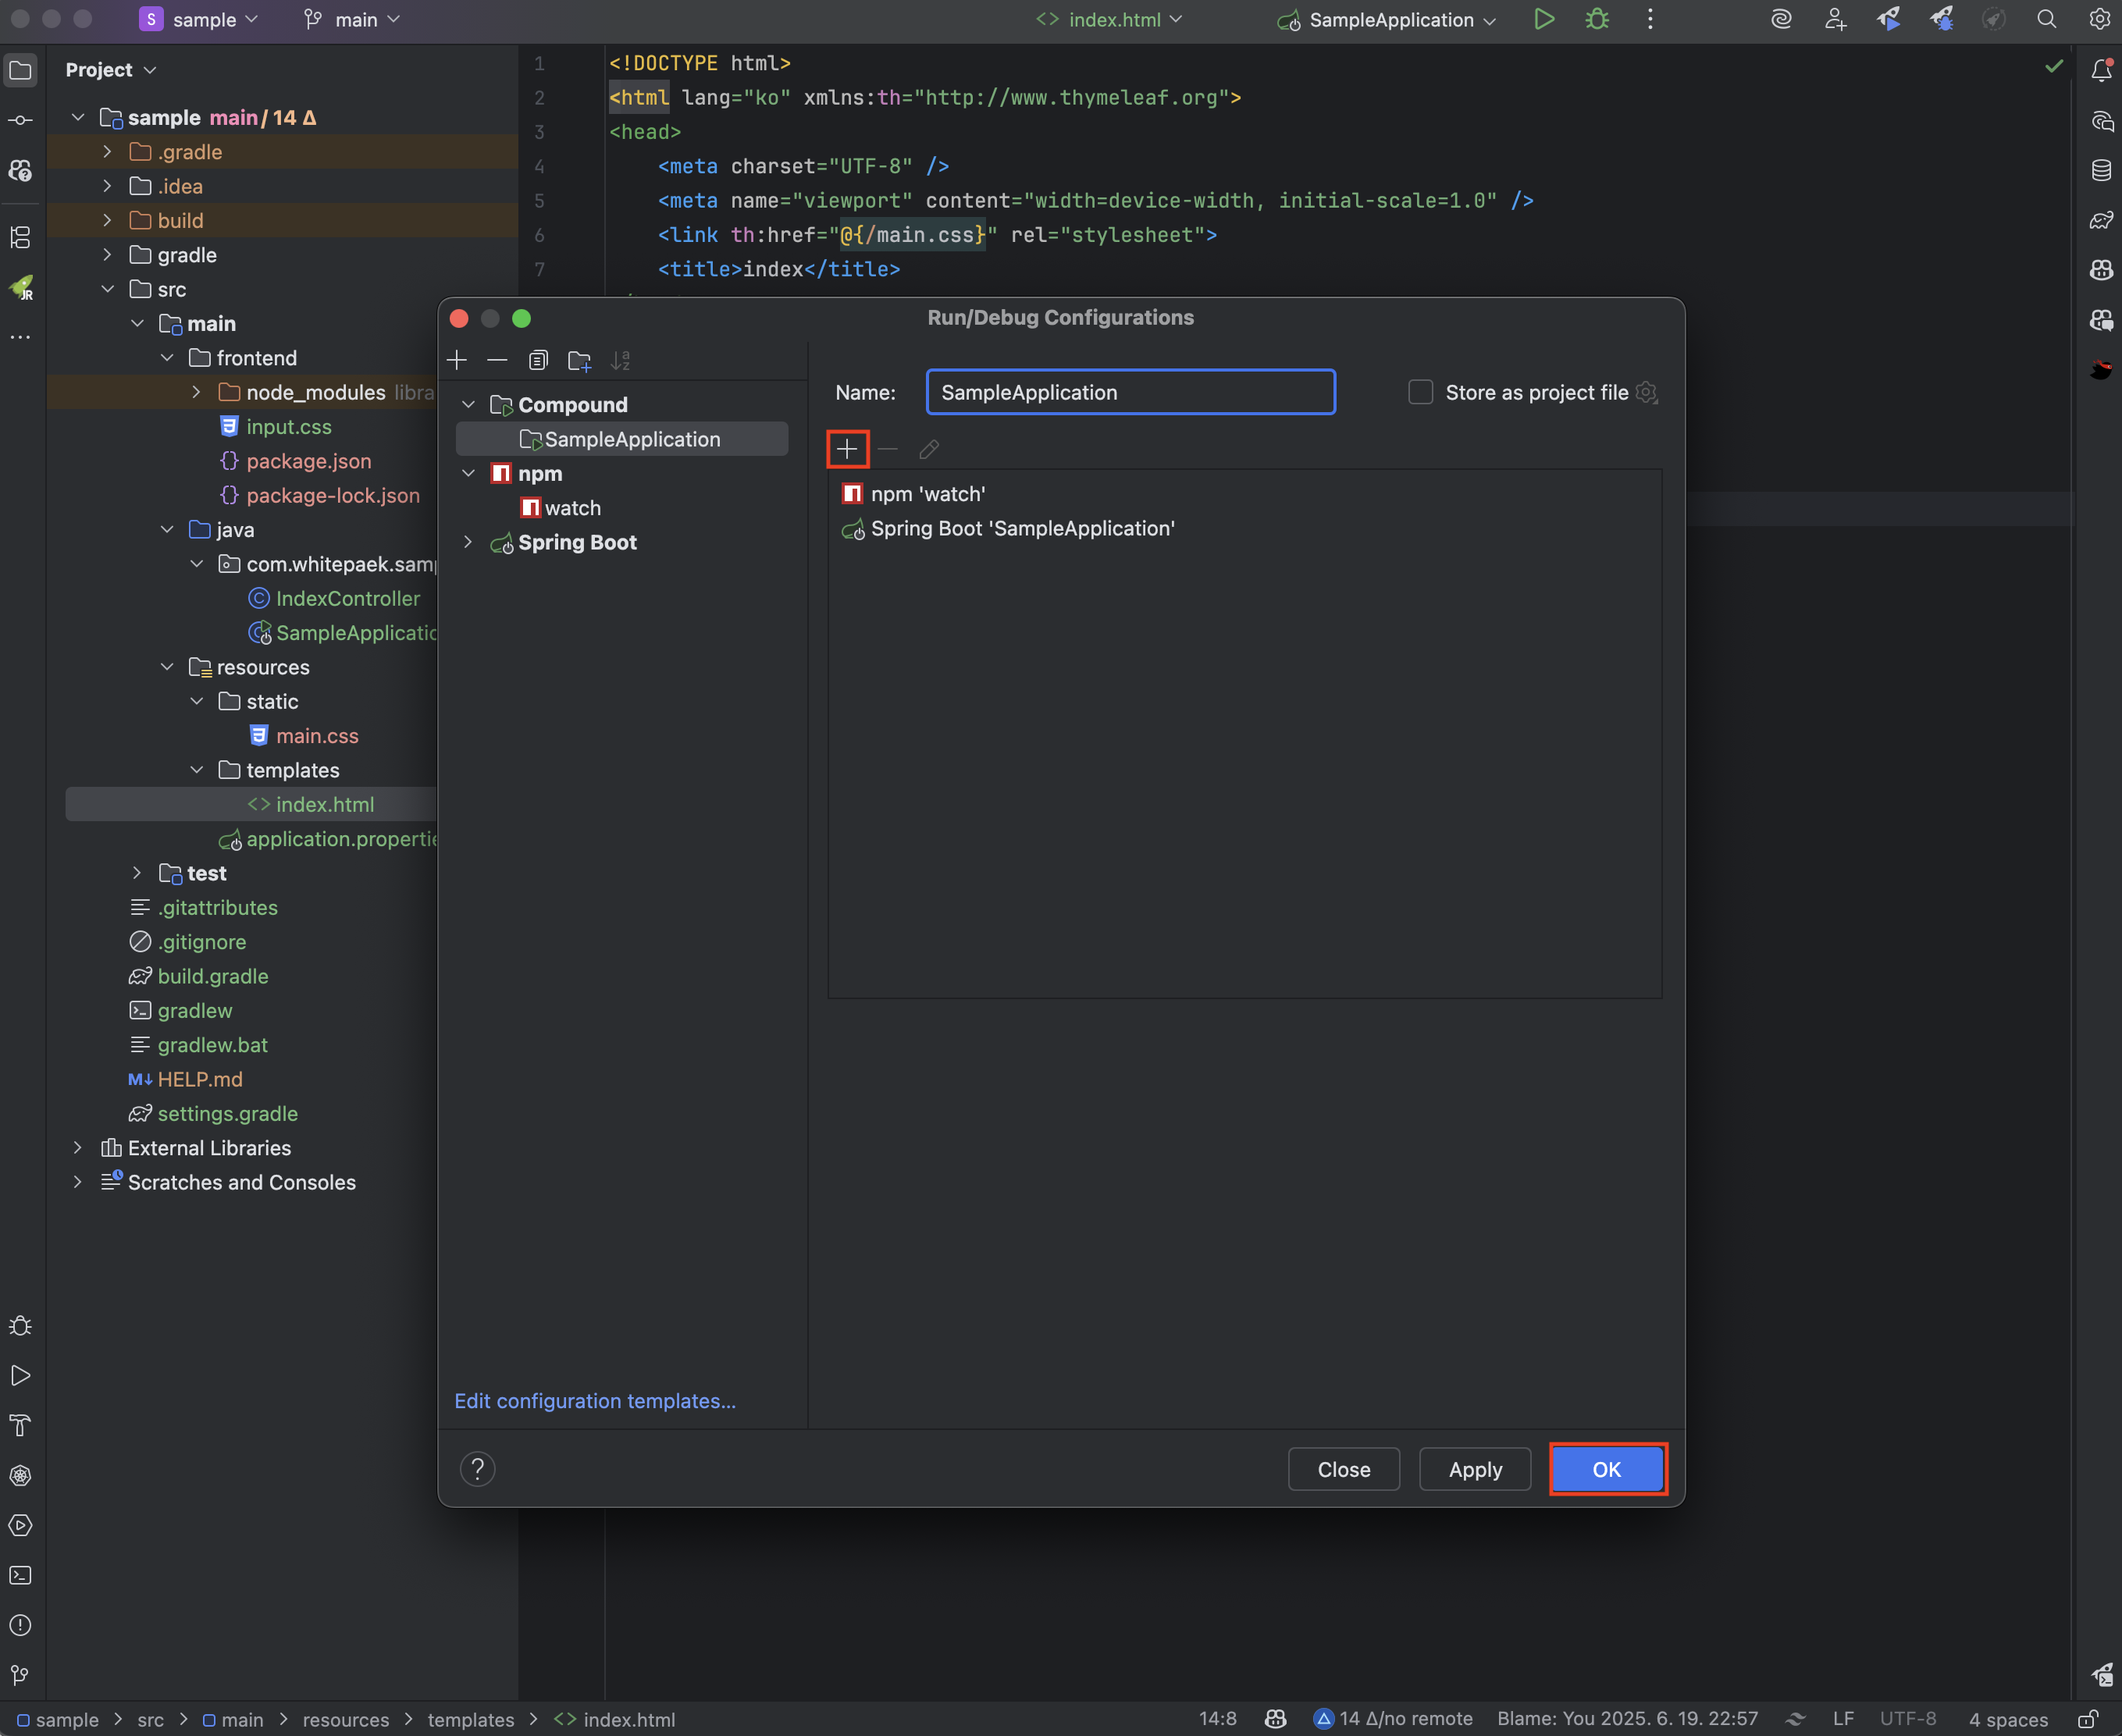 S sample main index.html SampleApplication
Project
sample main / 14 Δ
.gradle
.idea
build
gradle
src
main
frontend
node_modules libra
input.css
package.json
package-lock.json
java
com.whitepaek.samp
IndexController
SampleApplicatio
resources
static
main.css
templates
index.html
application.propertie
test
.gitattributes
.gitignore
build.gradle
gradlew
gradlew.bat
HELP.md
settings.gradle
External Libraries
Scratches and Consoles
1 <!DOCTYPE html>
2 <html lang="ko" xmlns:th="http://www.thymeleaf.org">
3 <head>
4 <meta charset="UTF-8" />
5 <meta name="viewport" content="width=device-width, initial-scale=1.0" />
6 <link th:href="@{/main.css}" rel="stylesheet">
7 <title>index</title>
Run/Debug Configurations
Compound
SampleApplication
npm
watch
Spring Boot
Edit configuration templates...
Name: SampleApplication Store as project file
npm 'watch'
Spring Boot 'SampleApplication'
? Close Apply OK
sample > src > main > resources > templates > index.html 14:8 14 Δ/no remote Blame: You 2025. 6. 19. 22:57 LF UTF-8 4 spaces